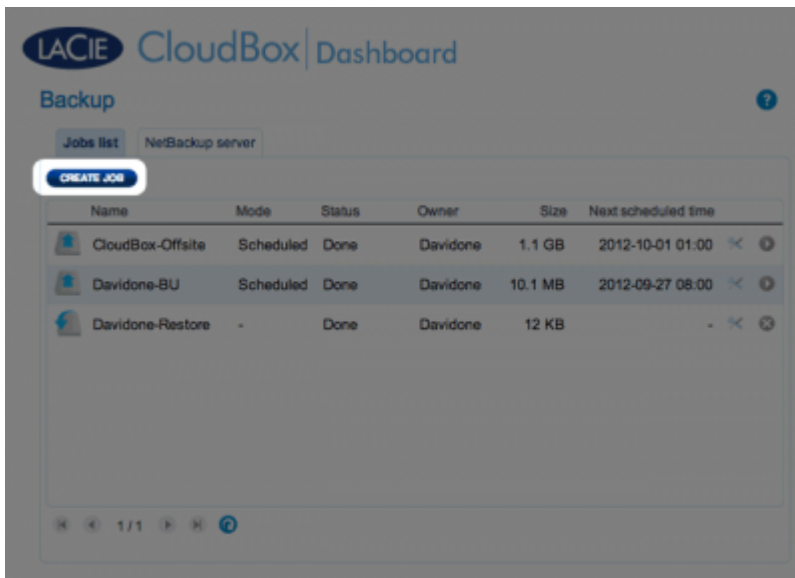 LACIE CloudBox Dashboard
Backup
?
Jobs list NetBackup server
CREATE JOB
Name Mode Status Owner Size Next scheduled time
CloudBox-Offsite Scheduled Done Davidone 1.1 GB 2012-10-01 01:00
Davidone-BU Scheduled Done Davidone 10.1 MB 2012-09-27 08:00
Davidone-Restore - Done Davidone 12 KB -
1/1